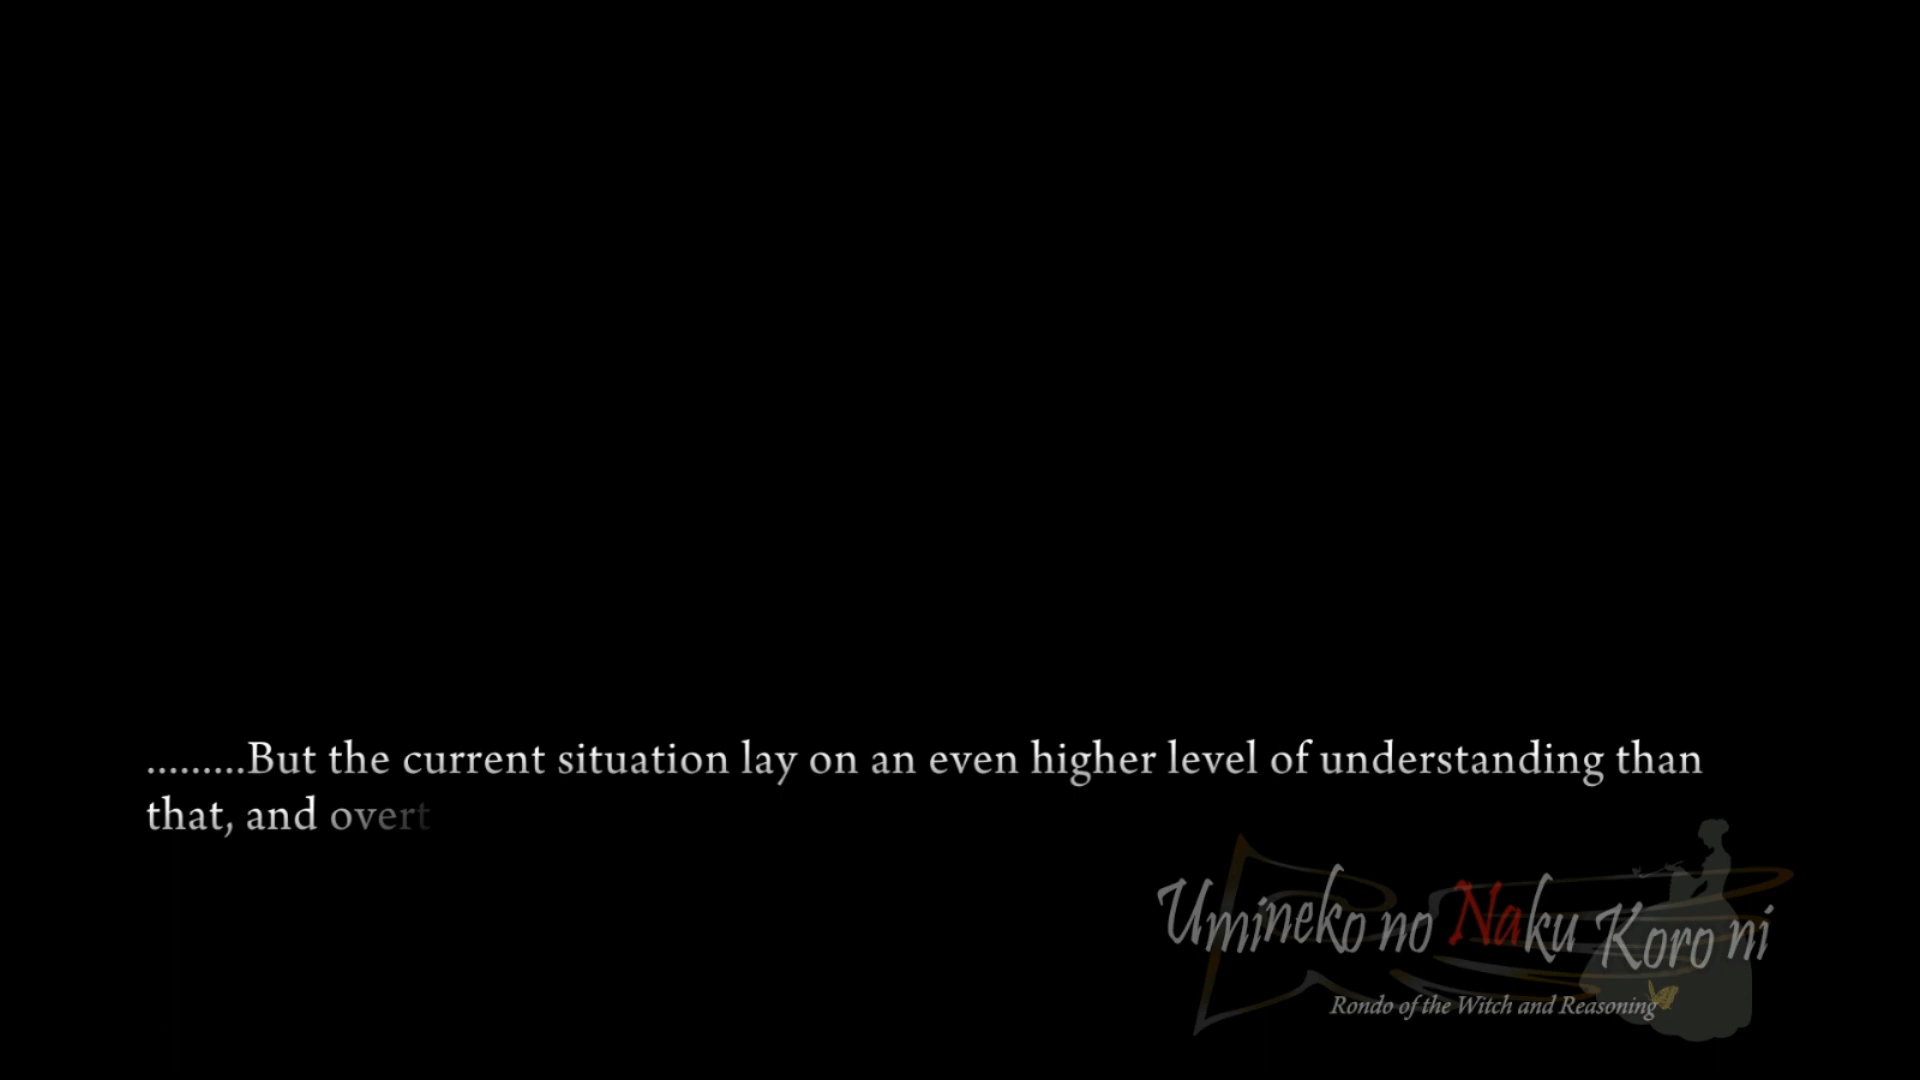 .........But the current situation lay on an even higher level of understanding than
that, and overt
Umineko no Naku Koro ni
Rondo of the Witch and Reasoning